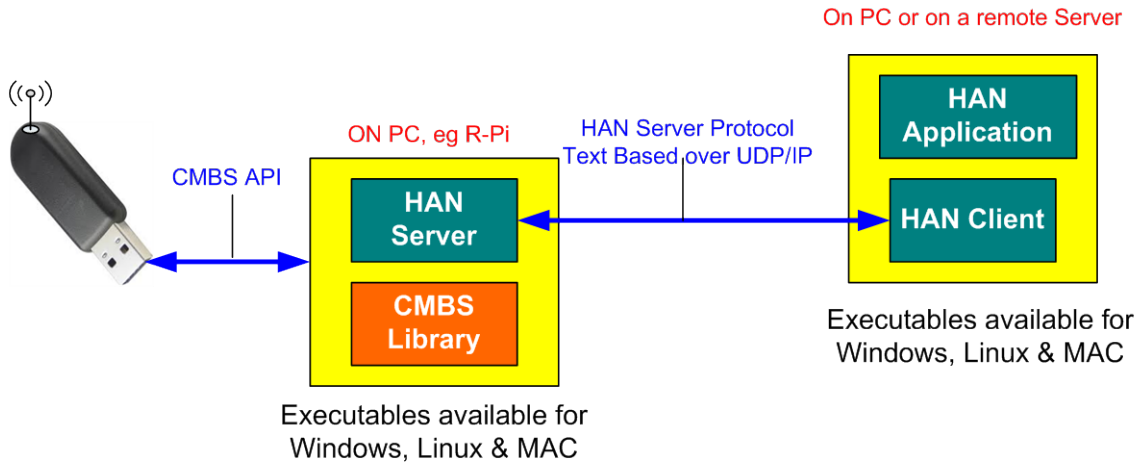 On PC or on a remote Server
HAN
Application
HAN Client
Executables available for
Windows, Linux & MAC
HAN Server Protocol
Text Based over UDP/IP
ON PC, eg R-Pi
HAN
Server
CMBS
Library
Executables available for
Windows, Linux & MAC
CMBS API